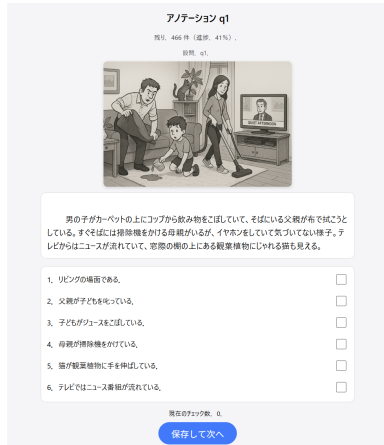 アノテーション q1
残り, 466 件 (進捗, 41%) ,
設問, q1,
男の子がカーペットの上にコップから飲み物をこぼしていて、そばにいる父親が布で拭こうと
している。すぐそばには掃除機をかける母親がいるが、イヤホンをしていて気づいてない様子。テ
レビからはニュースが流れていて、窓際の棚の上にある観葉植物にじゃれる猫も見える。
1, リビングの場面である,
2, 父親が子どもを叱っている,
3, 子どもがジュースをこぼしている,
4, 母親が掃除機をかけている,
5, 猫が観葉植物に手を伸ばしている,
6, テレビではニュース番組が流れている,
現在のチェック数, 0,
保存して次へ